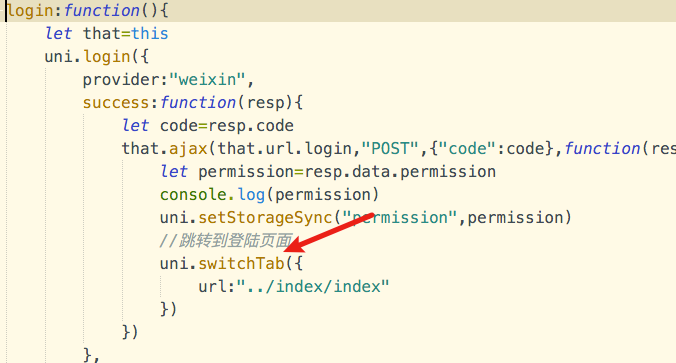 login:function(){
let that=this
uni.login({
provider:"weixin",
success:function(resp){
let code=resp.code
that.ajax(that.url.login,"POST",{"code":code},function(res
let permission=resp.data.permission
console.log(permission)
uni.setStorageSync("permission",permission)
//跳转到登陆页面
uni.switchTab({
url:"../index/index"
})
})
},